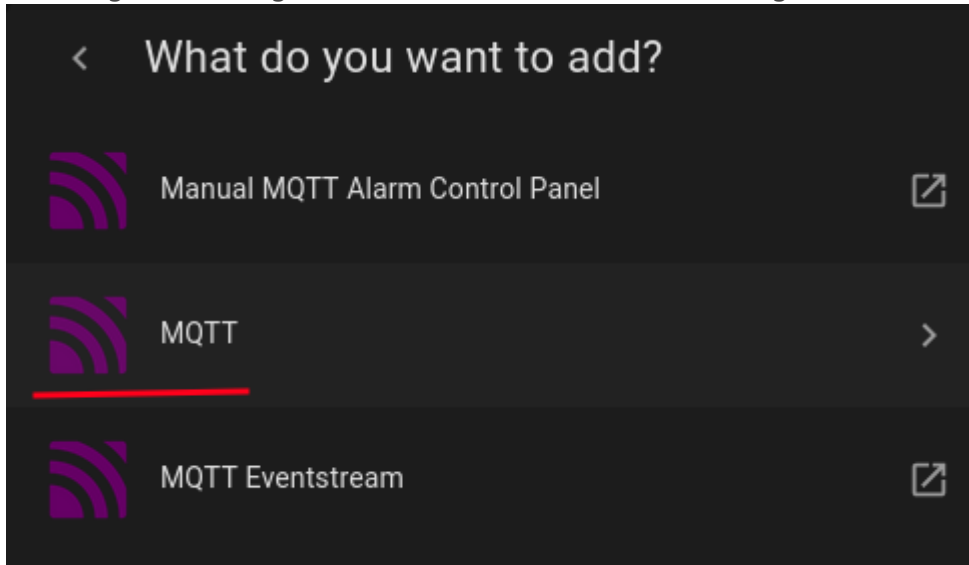 What do you want to add?
Manual MQTT Alarm Control Panel
MQTT
MQTT Eventstream